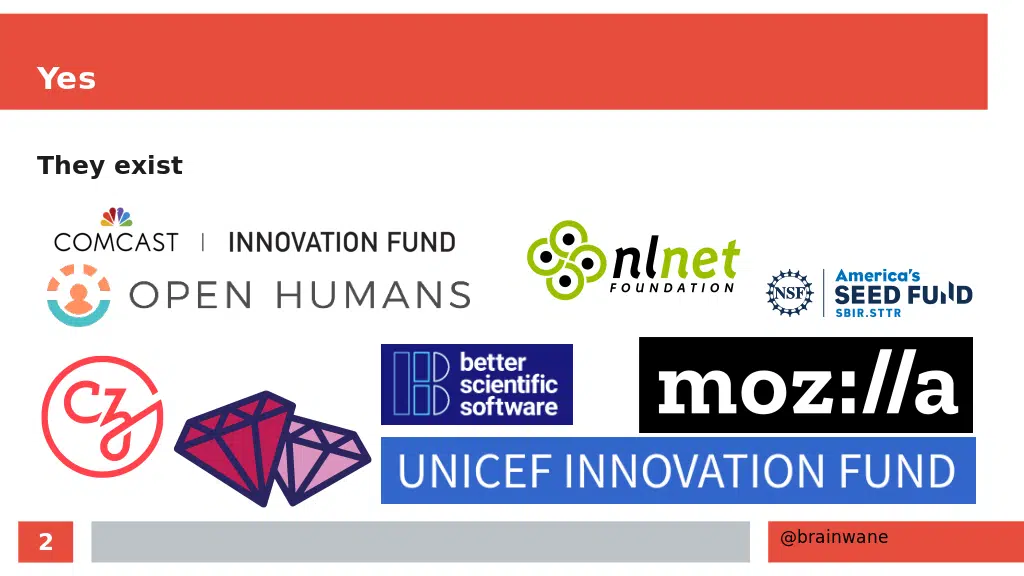 Yes
They exist
COMCAST | INNOVATION FUND
OPEN HUMANS
nlnet
FOUNDATION
NSF
America's
SEED FUND
SBIR.STTR
CZ
better
scientific
software
moz://a
UNICEF INNOVATION FUND
2
@brainwane